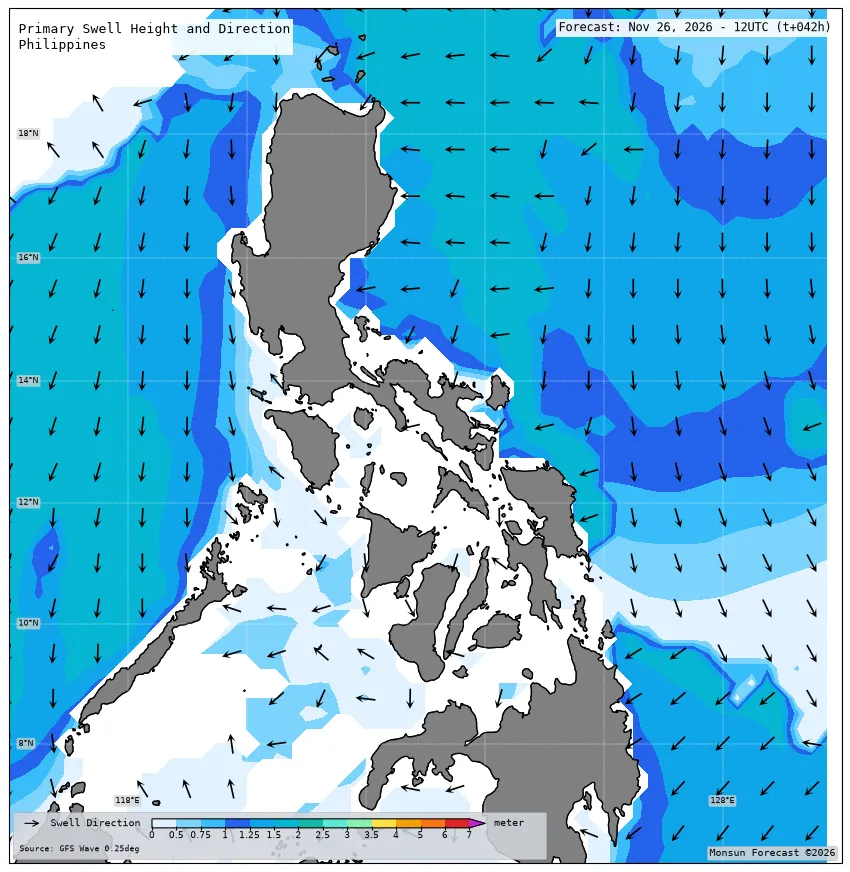 Primary Swell Height and Direction
Philippines
Forecast: Nov 26, 2026 - 12UTC (t+042h)
18°N
16°N
14°N
12°N
10°N
8°N
118°E
128°E
Swell Direction
0 0.5 0.75 1 1.25 1.5 2 2.5 3 3.5 4 5 6 7
meter
Source: GFS Wave 0.25deg
Monsun Forecast ©2026